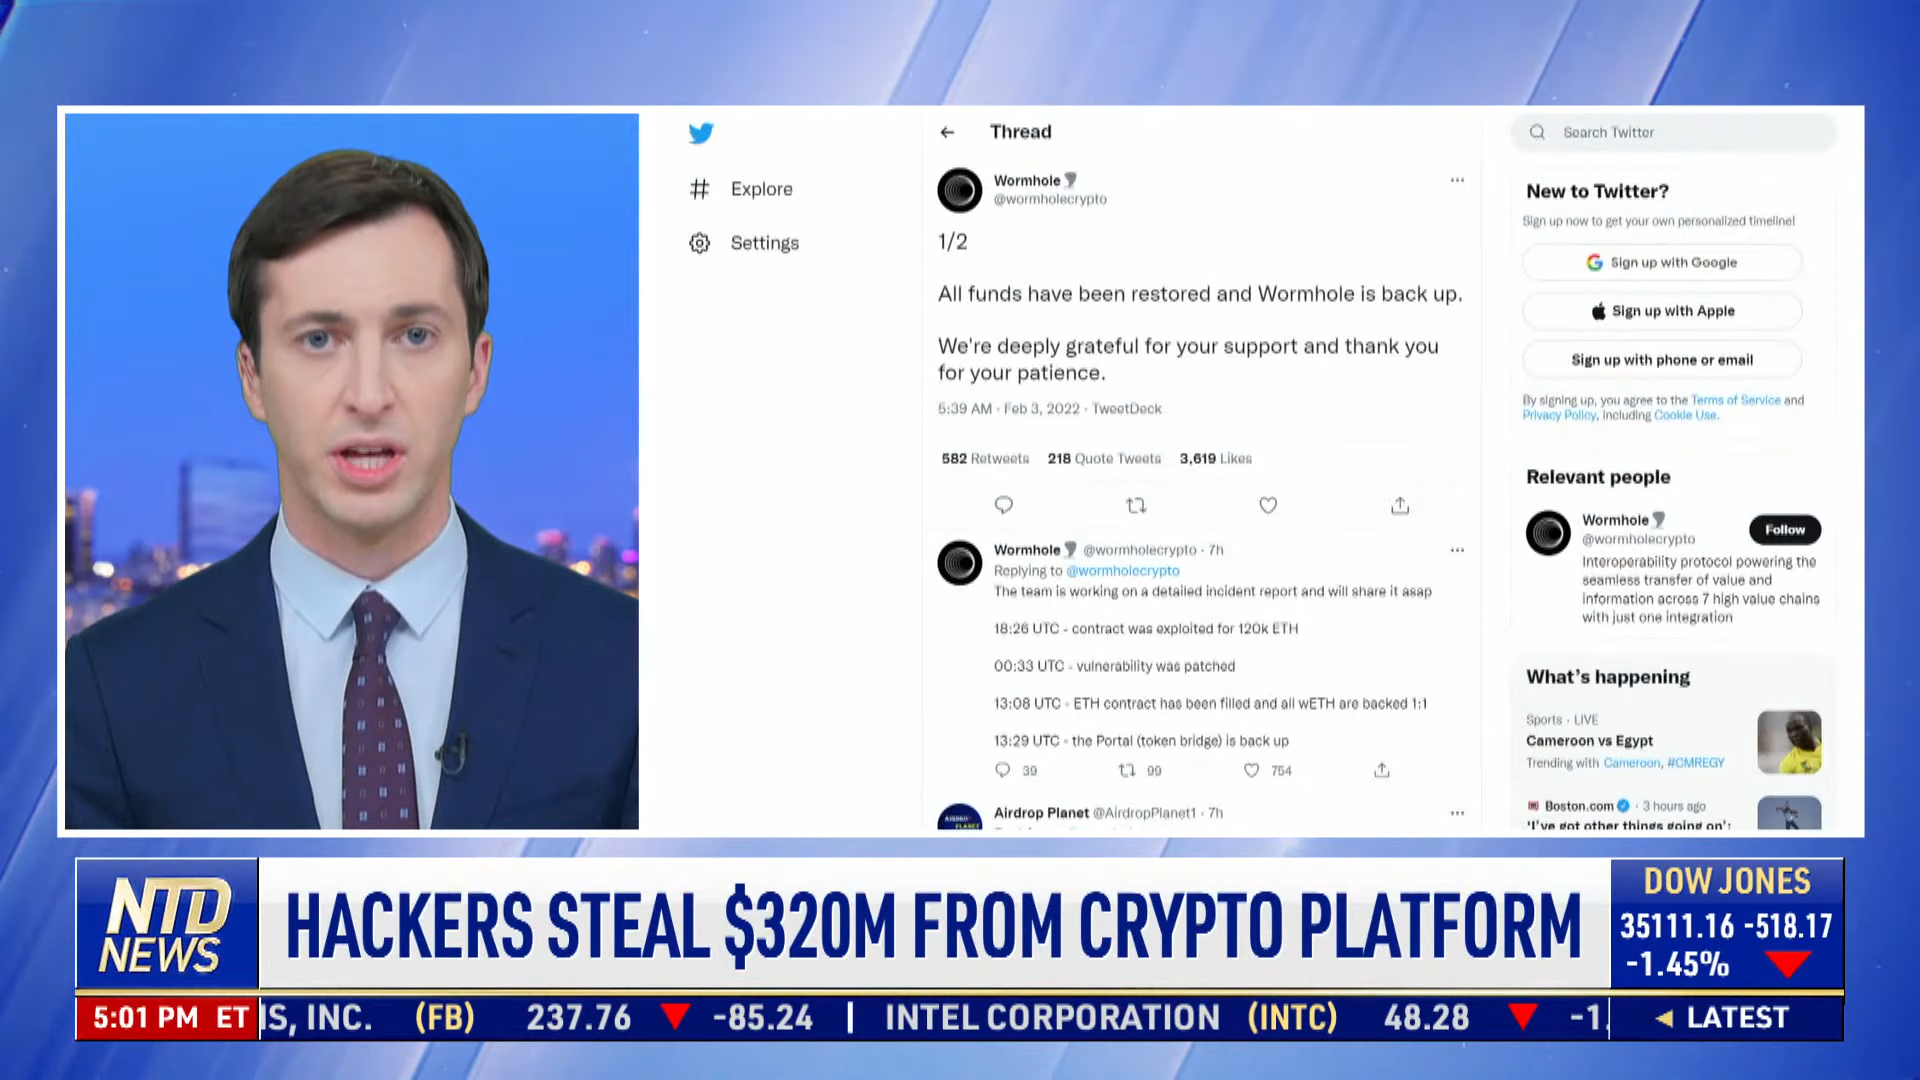 Explore
Settings
Thread
Wormhole
@wormholecrypto
1/2
All funds have been restored and Wormhole is back up.
We're deeply grateful for your support and thank you
for your patience.
5:39 AM · Feb 3, 2022 · TweetDeck
582 Retweets 218 Quote Tweets 3,619 Likes
Wormhole @wormholecrypto · 7h
Replying to @wormholecrypto
The team is working on a detailed incident report and will share it asap
18:26 UTC - contract was exploited for 120k ETH
00:33 UTC - vulnerability was patched
13:08 UTC - ETH contract has been filled and all wETH are backed 1:1
13:29 UTC - the Portal (token bridge) is back up
39 99 754
Airdrop Planet @AirdropPlanet1 · 7h
Search Twitter
New to Twitter?
Sign up now to get your own personalized timeline!
Sign up with Google
Sign up with Apple
Sign up with phone or email
By signing up, you agree to the Terms of Service and
Privacy Policy, including Cookie Use.
Relevant people
Wormhole
@wormholecrypto
Follow
Interoperability protocol powering the
seamless transfer of value and
information across 7 high value chains
with just one integration
What's happening
Sports · LIVE
Cameroon vs Egypt
Trending with Cameroon, #CMREGY
Boston.com · 3 hours ago
'I've got other things going on':
NTD
NEWS
HACKERS STEAL $320M FROM CRYPTO PLATFORM
DOW JONES
35111.16 -518.17
-1.45%
5:01 PM ET
S, INC. (FB) 237.76 -85.24 | INTEL CORPORATION (INTC) 48.28 -1.
LATEST